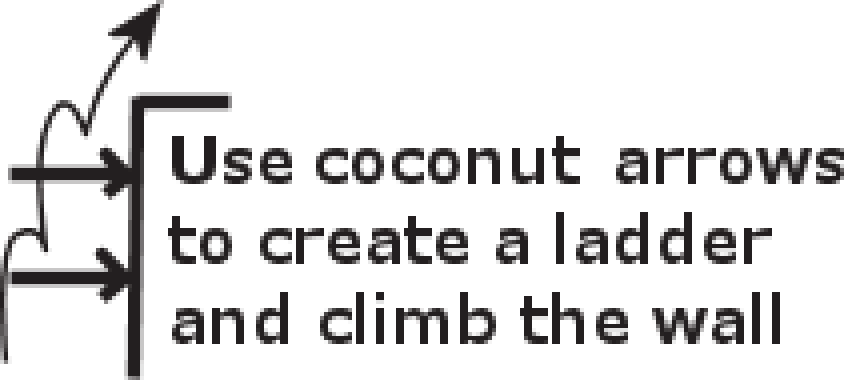 Use coconut arrows
to create a ladder
and climb the wall